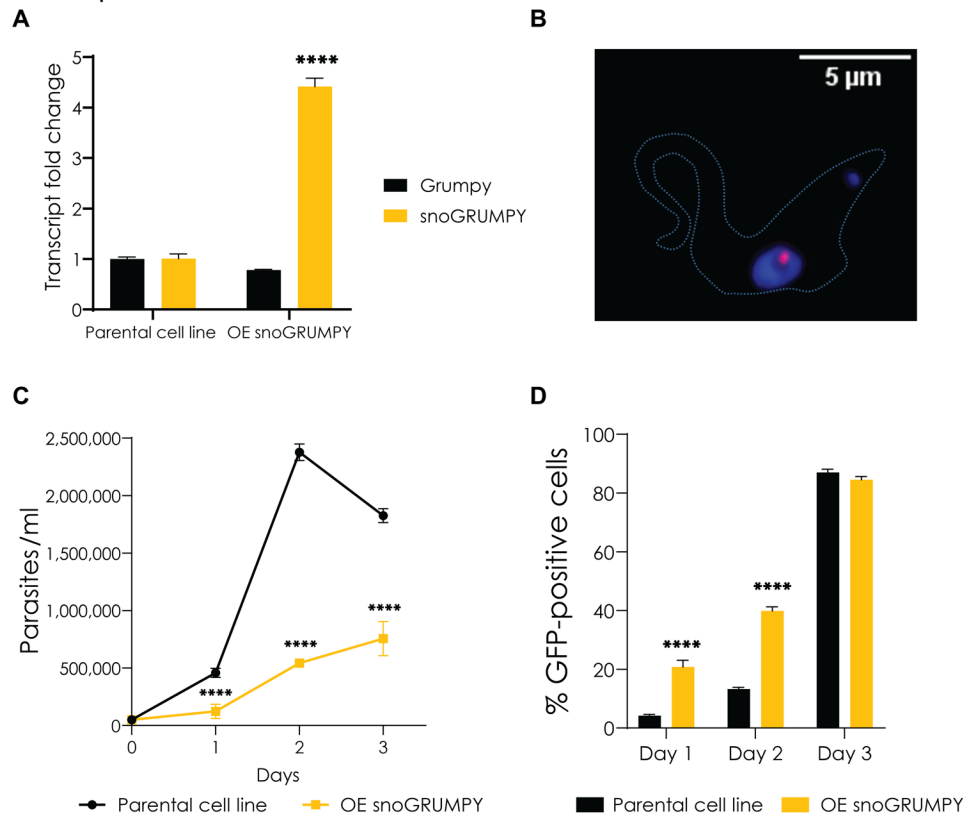 A
Transcript fold change
5
4
3
2
1
0
****
Parental cell line
OE snoGRUMPY
Grumpy
snoGRUMPY
B
5 µm
C
Parasites/ml
2,500,000
2,000,000
1,500,000
1,000,000
500,000
0
****
****
****
0
1
2
3
Days
Parental cell line
OE snoGRUMPY
D
% GFP-positive cells
100
80
60
40
20
0
****
****
Day 1
Day 2
Day 3
Parental cell line
OE snoGRUMPY